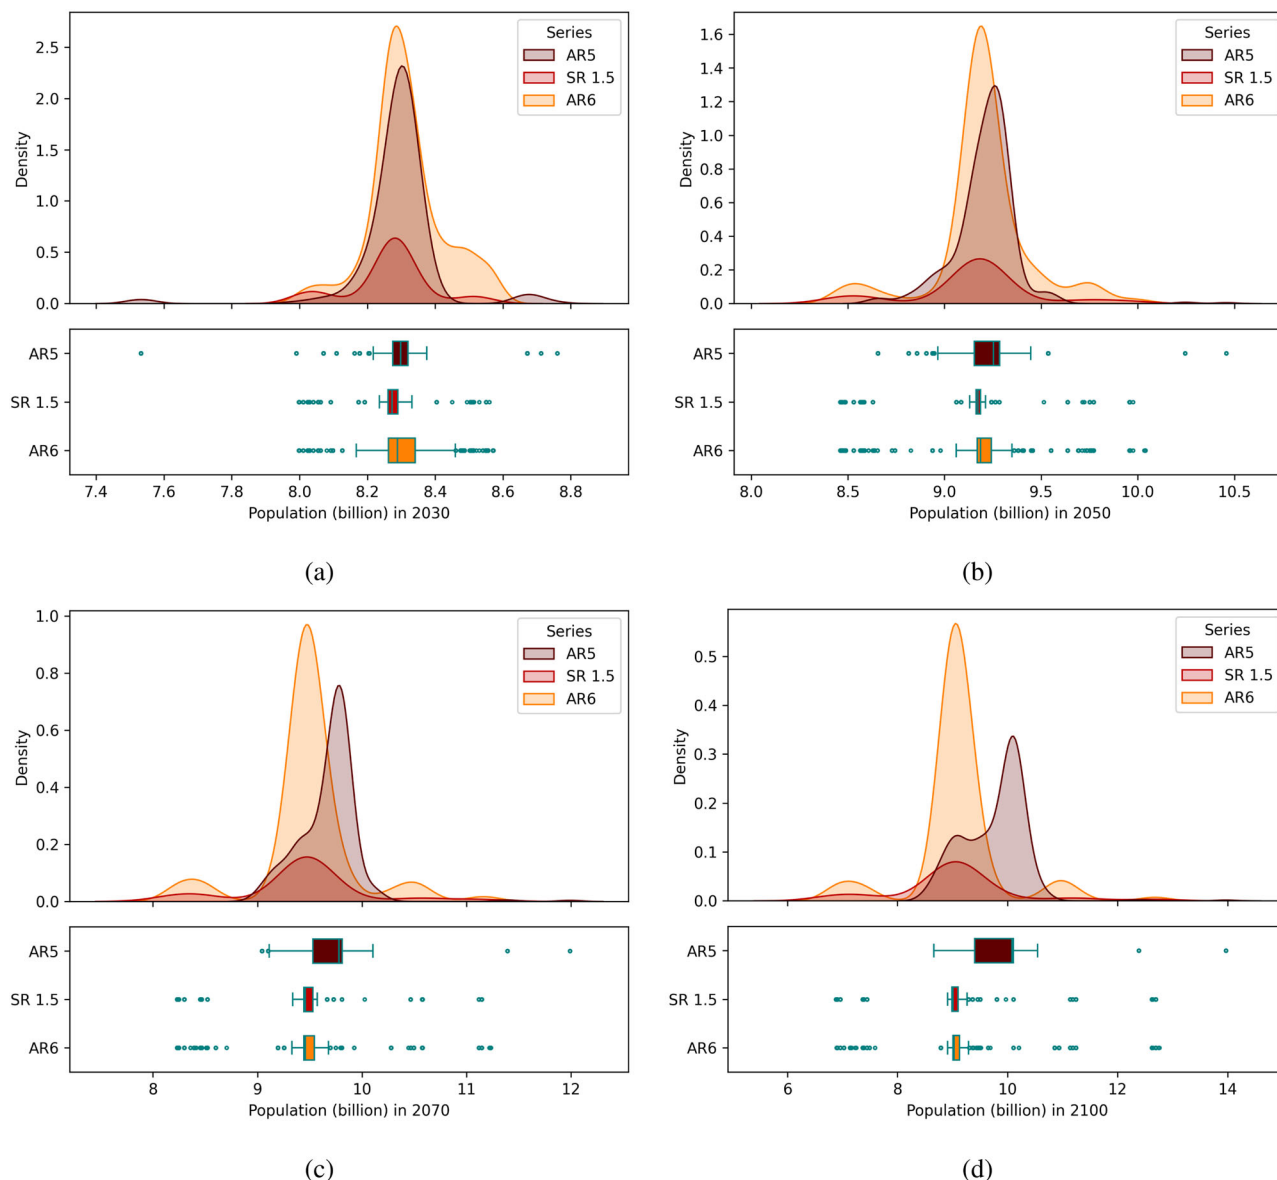 Series
AR5
SR 1.5
AR6
Density
2.5
2.0
1.5
1.0
0.5
0.0
AR5
SR 1.5
AR6
7.4 7.6 7.8 8.0 8.2 8.4 8.6 8.8
Population (billion) in 2030
(a)
Series
AR5
SR 1.5
AR6
Density
1.6
1.4
1.2
1.0
0.8
0.6
0.4
0.2
0.0
AR5
SR 1.5
AR6
8.0 8.5 9.0 9.5 10.0 10.5
Population (billion) in 2050
(b)
Series
AR5
SR 1.5
AR6
Density
1.0
0.8
0.6
0.4
0.2
0.0
AR5
SR 1.5
AR6
8 9 10 11 12
Population (billion) in 2070
(c)
Series
AR5
SR 1.5
AR6
Density
0.5
0.4
0.3
0.2
0.1
0.0
AR5
SR 1.5
AR6
6 8 10 12 14
Population (billion) in 2100
(d)